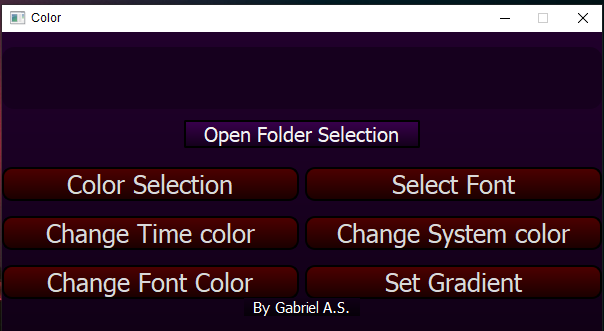 Color
Open Folder Selection
Color Selection
Select Font
Change Time color
Change System color
Change Font Color
Set Gradient
By Gabriel A.S.